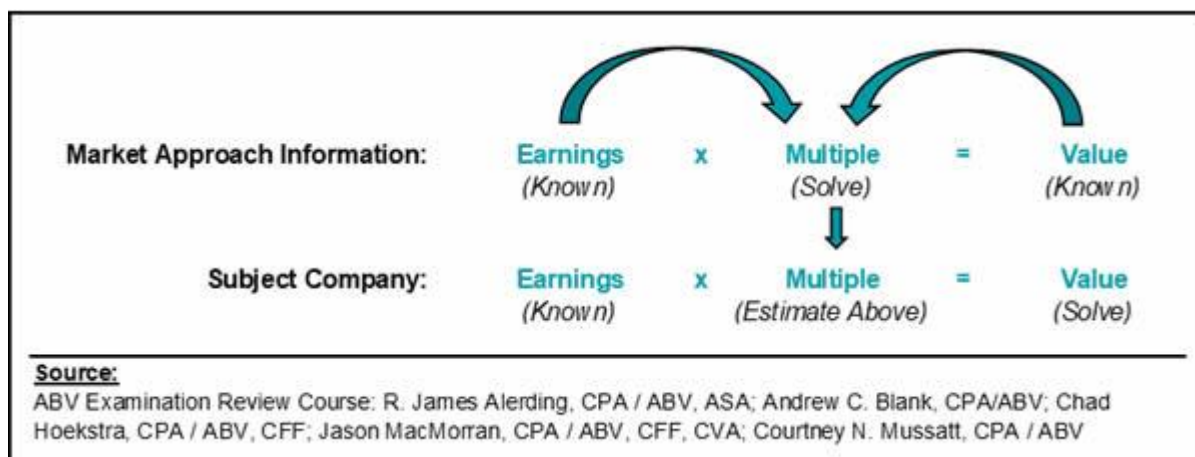 Market Approach Information: Earnings x Multiple = Value
(Known) (Solve) (Known)
Subject Company: Earnings x Multiple = Value
(Known) (Estimate Above) (Solve)
Source:
ABV Examination Review Course: R. James Alerding, CPA / ABV, ASA; Andrew C. Blank, CPA/ABV; Chad
Hoekstra, CPA / ABV, CFF; Jason MacMorran, CPA / ABV, CFF, CVA; Courtney N. Mussatt, CPA / ABV